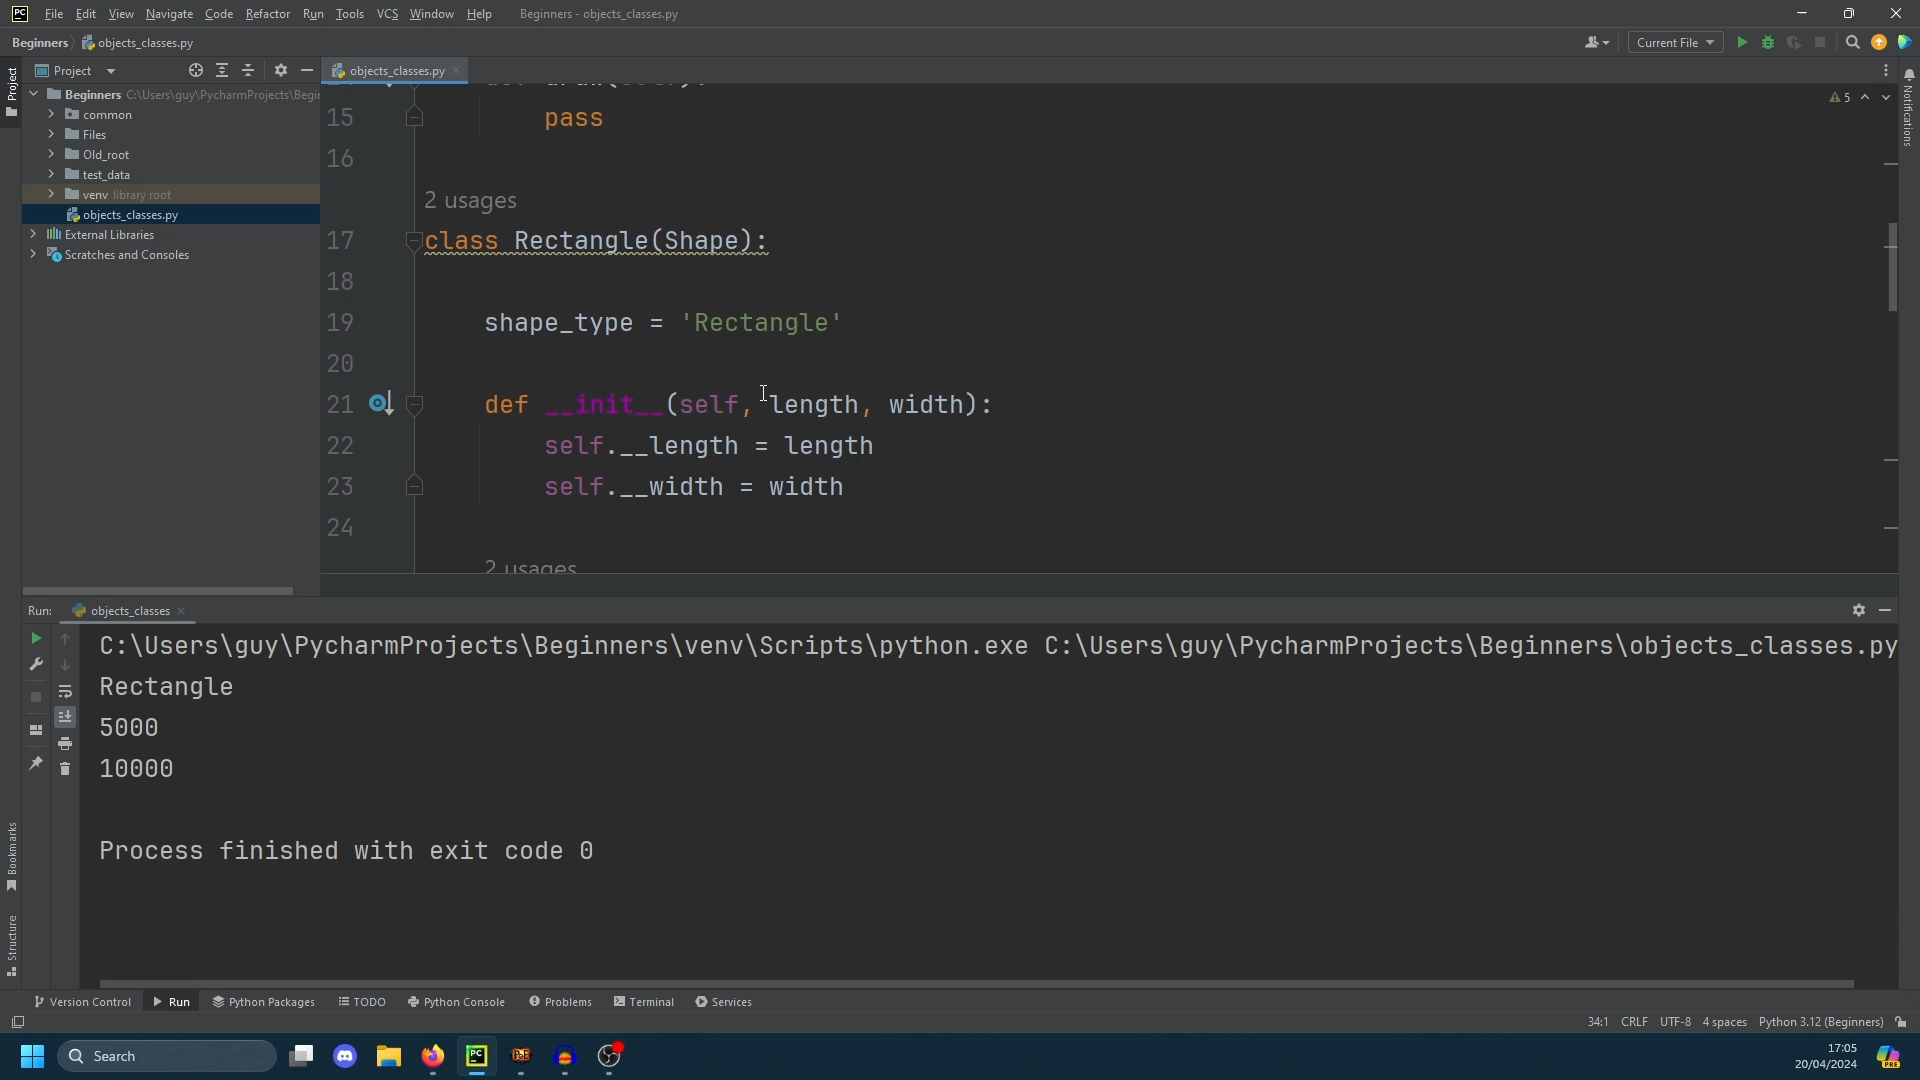 PC File Edit View Navigate Code Refactor Run Tools VCS Window Help Beginners - objects_classes.py
Beginners objects_classes.py Current File
Project objects_classes.py
Project
Beginners C:\Users\guy\PycharmProjects\Begin
common
Files
Old_root
test_data
venv library root
objects_classes.py
External Libraries
Scratches and Consoles
5
Notifications
15 pass
16
2 usages
17 class Rectangle(Shape):
18
19 shape_type = 'Rectangle'
20
21 def __init__(self, length, width):
22 self.__length = length
23 self.__width = width
24
2 usages
Run: objects_classes
C:\Users\guy\PycharmProjects\Beginners\venv\Scripts\python.exe C:\Users\guy\PycharmProjects\Beginners\objects_classes.py
Rectangle
5000
10000
Process finished with exit code 0
Bookmarks
Structure
Version Control Run Python Packages TODO Python Console Problems Terminal Services
34:1 CRLF UTF-8 4 spaces Python 3.12 (Beginners)
Search PC 17:05
20/04/2024
PRE